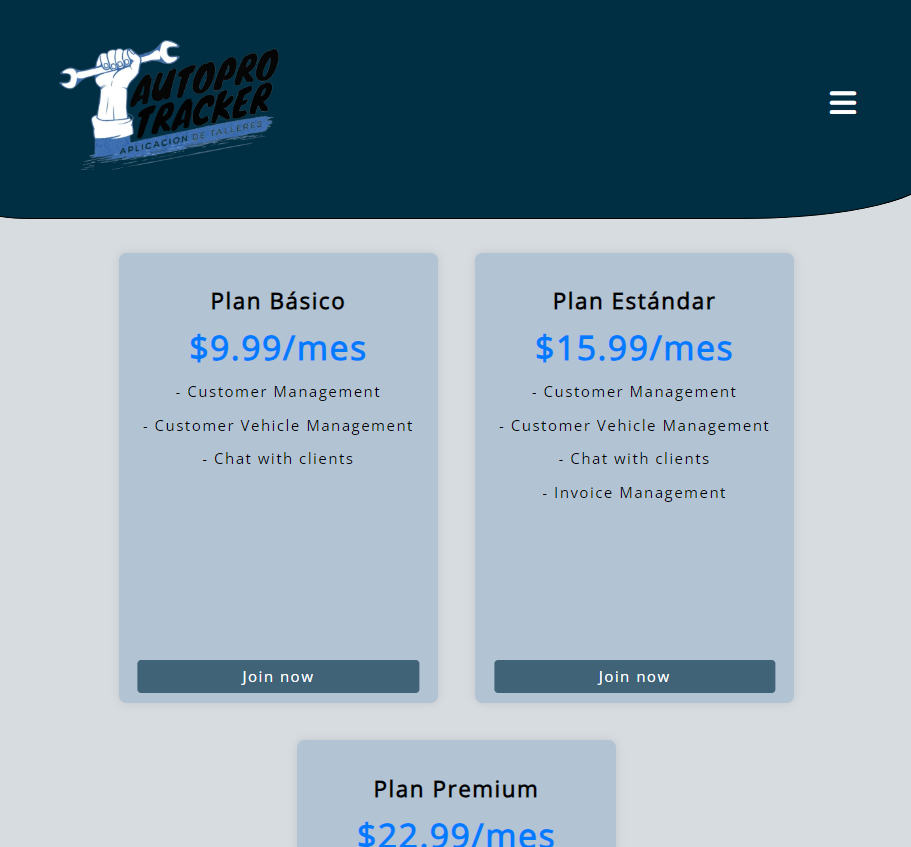 AUTOPRO
TRACKER
APLICACIÓN DE TALLERES
Plan Básico
$9.99/mes
- Customer Management
- Customer Vehicle Management
- Chat with clients
Join now
Plan Estándar
$15.99/mes
- Customer Management
- Customer Vehicle Management
- Chat with clients
- Invoice Management
Join now
Plan Premium
$22.99/mes